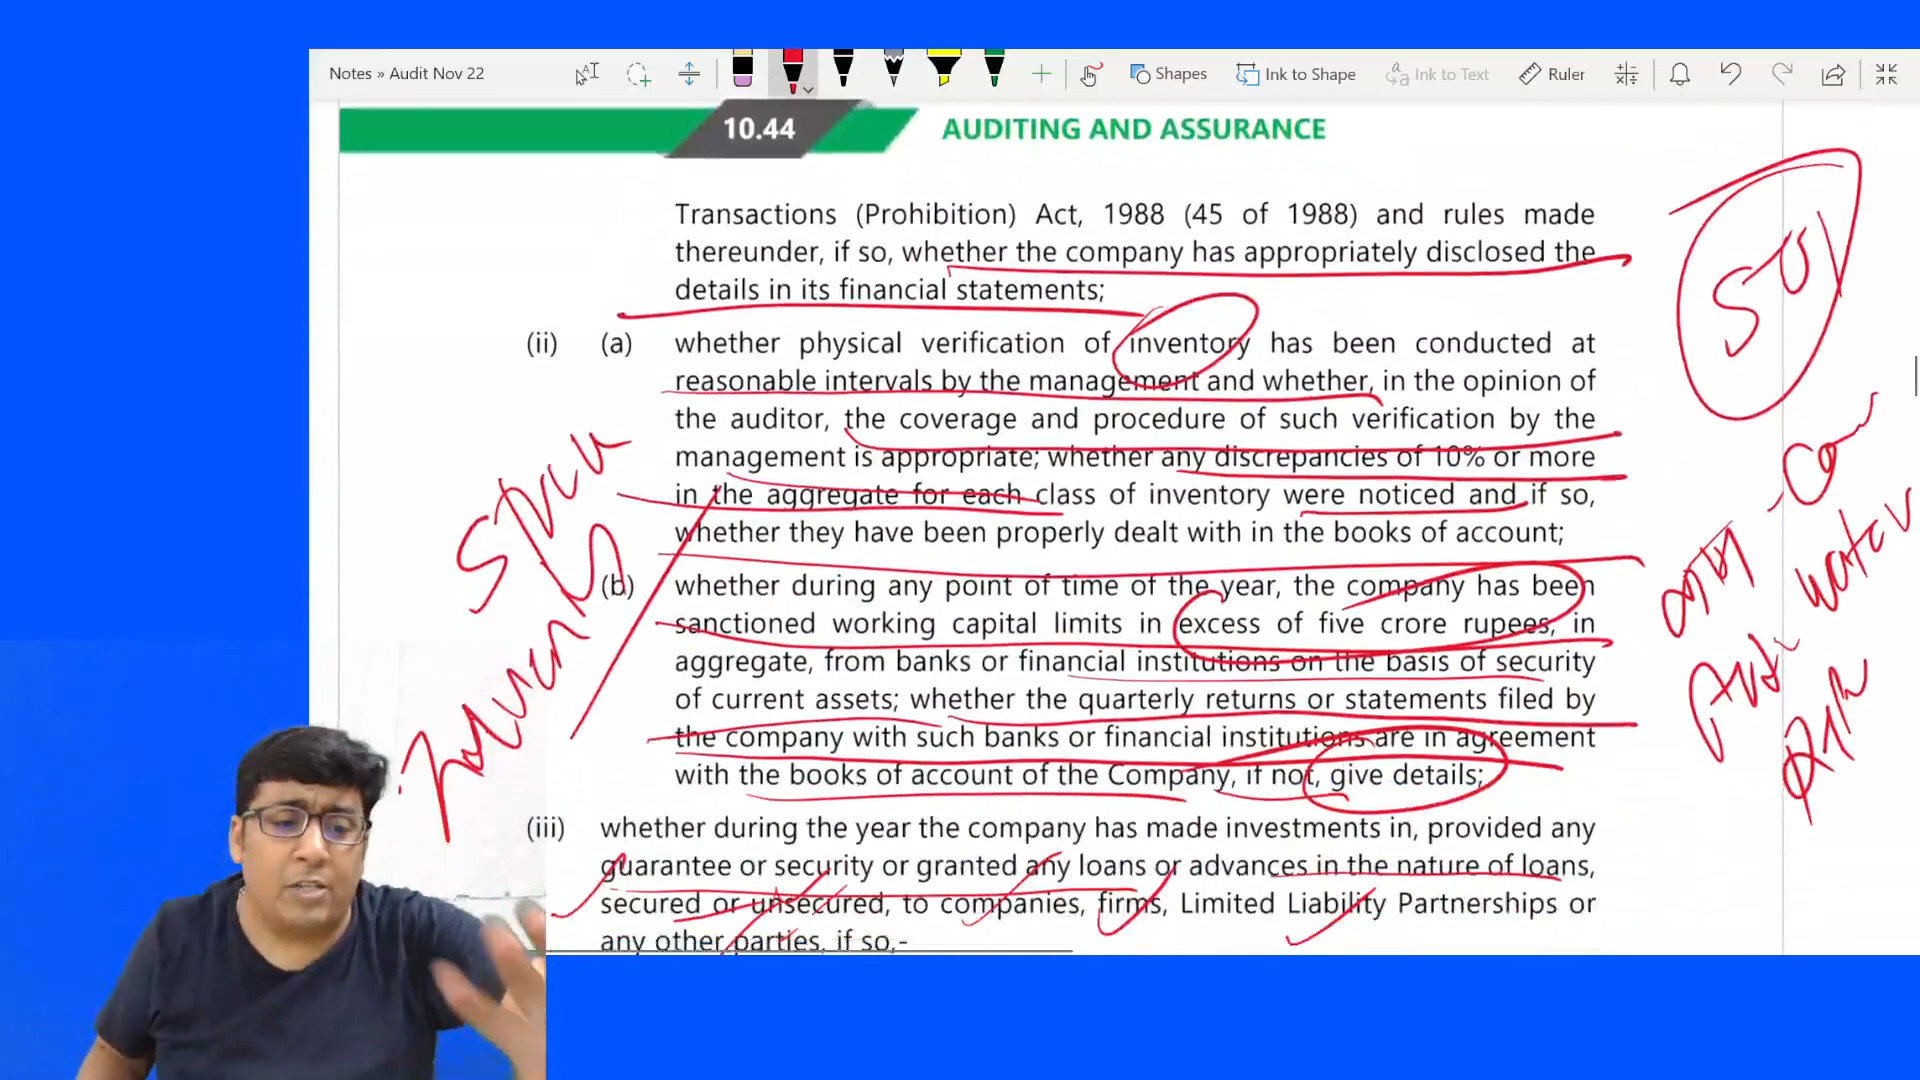 Notes » Audit Nov 22
Shapes
Ink to Shape
Ink to Text
Ruler
10.44
AUDITING AND ASSURANCE
Transactions (Prohibition) Act, 1988 (45 of 1988) and rules made
thereunder, if so, whether the company has appropriately disclosed the
details in its financial statements;
(ii) (a) whether physical verification of inventory has been conducted at
reasonable intervals by the management and whether, in the opinion of
the auditor, the coverage and procedure of such verification by the
management is appropriate; whether any discrepancies of 10% or more
in the aggregate for each class of inventory were noticed and if so,
whether they have been properly dealt with in the books of account;
(b) whether during any point of time of the year, the company has been
sanctioned working capital limits in excess of five crore rupees, in
aggregate, from banks or financial institutions on the basis of security
of current assets; whether the quarterly returns or statements filed by
the company with such banks or financial institutions are in agreement
with the books of account of the Company, if not, give details;
(iii) whether during the year the company has made investments in, provided any
guarantee or security or granted any loans or advances in the nature of loans,
secured or unsecured, to companies, firms, Limited Liability Partnerships or
any other parties, if so,-